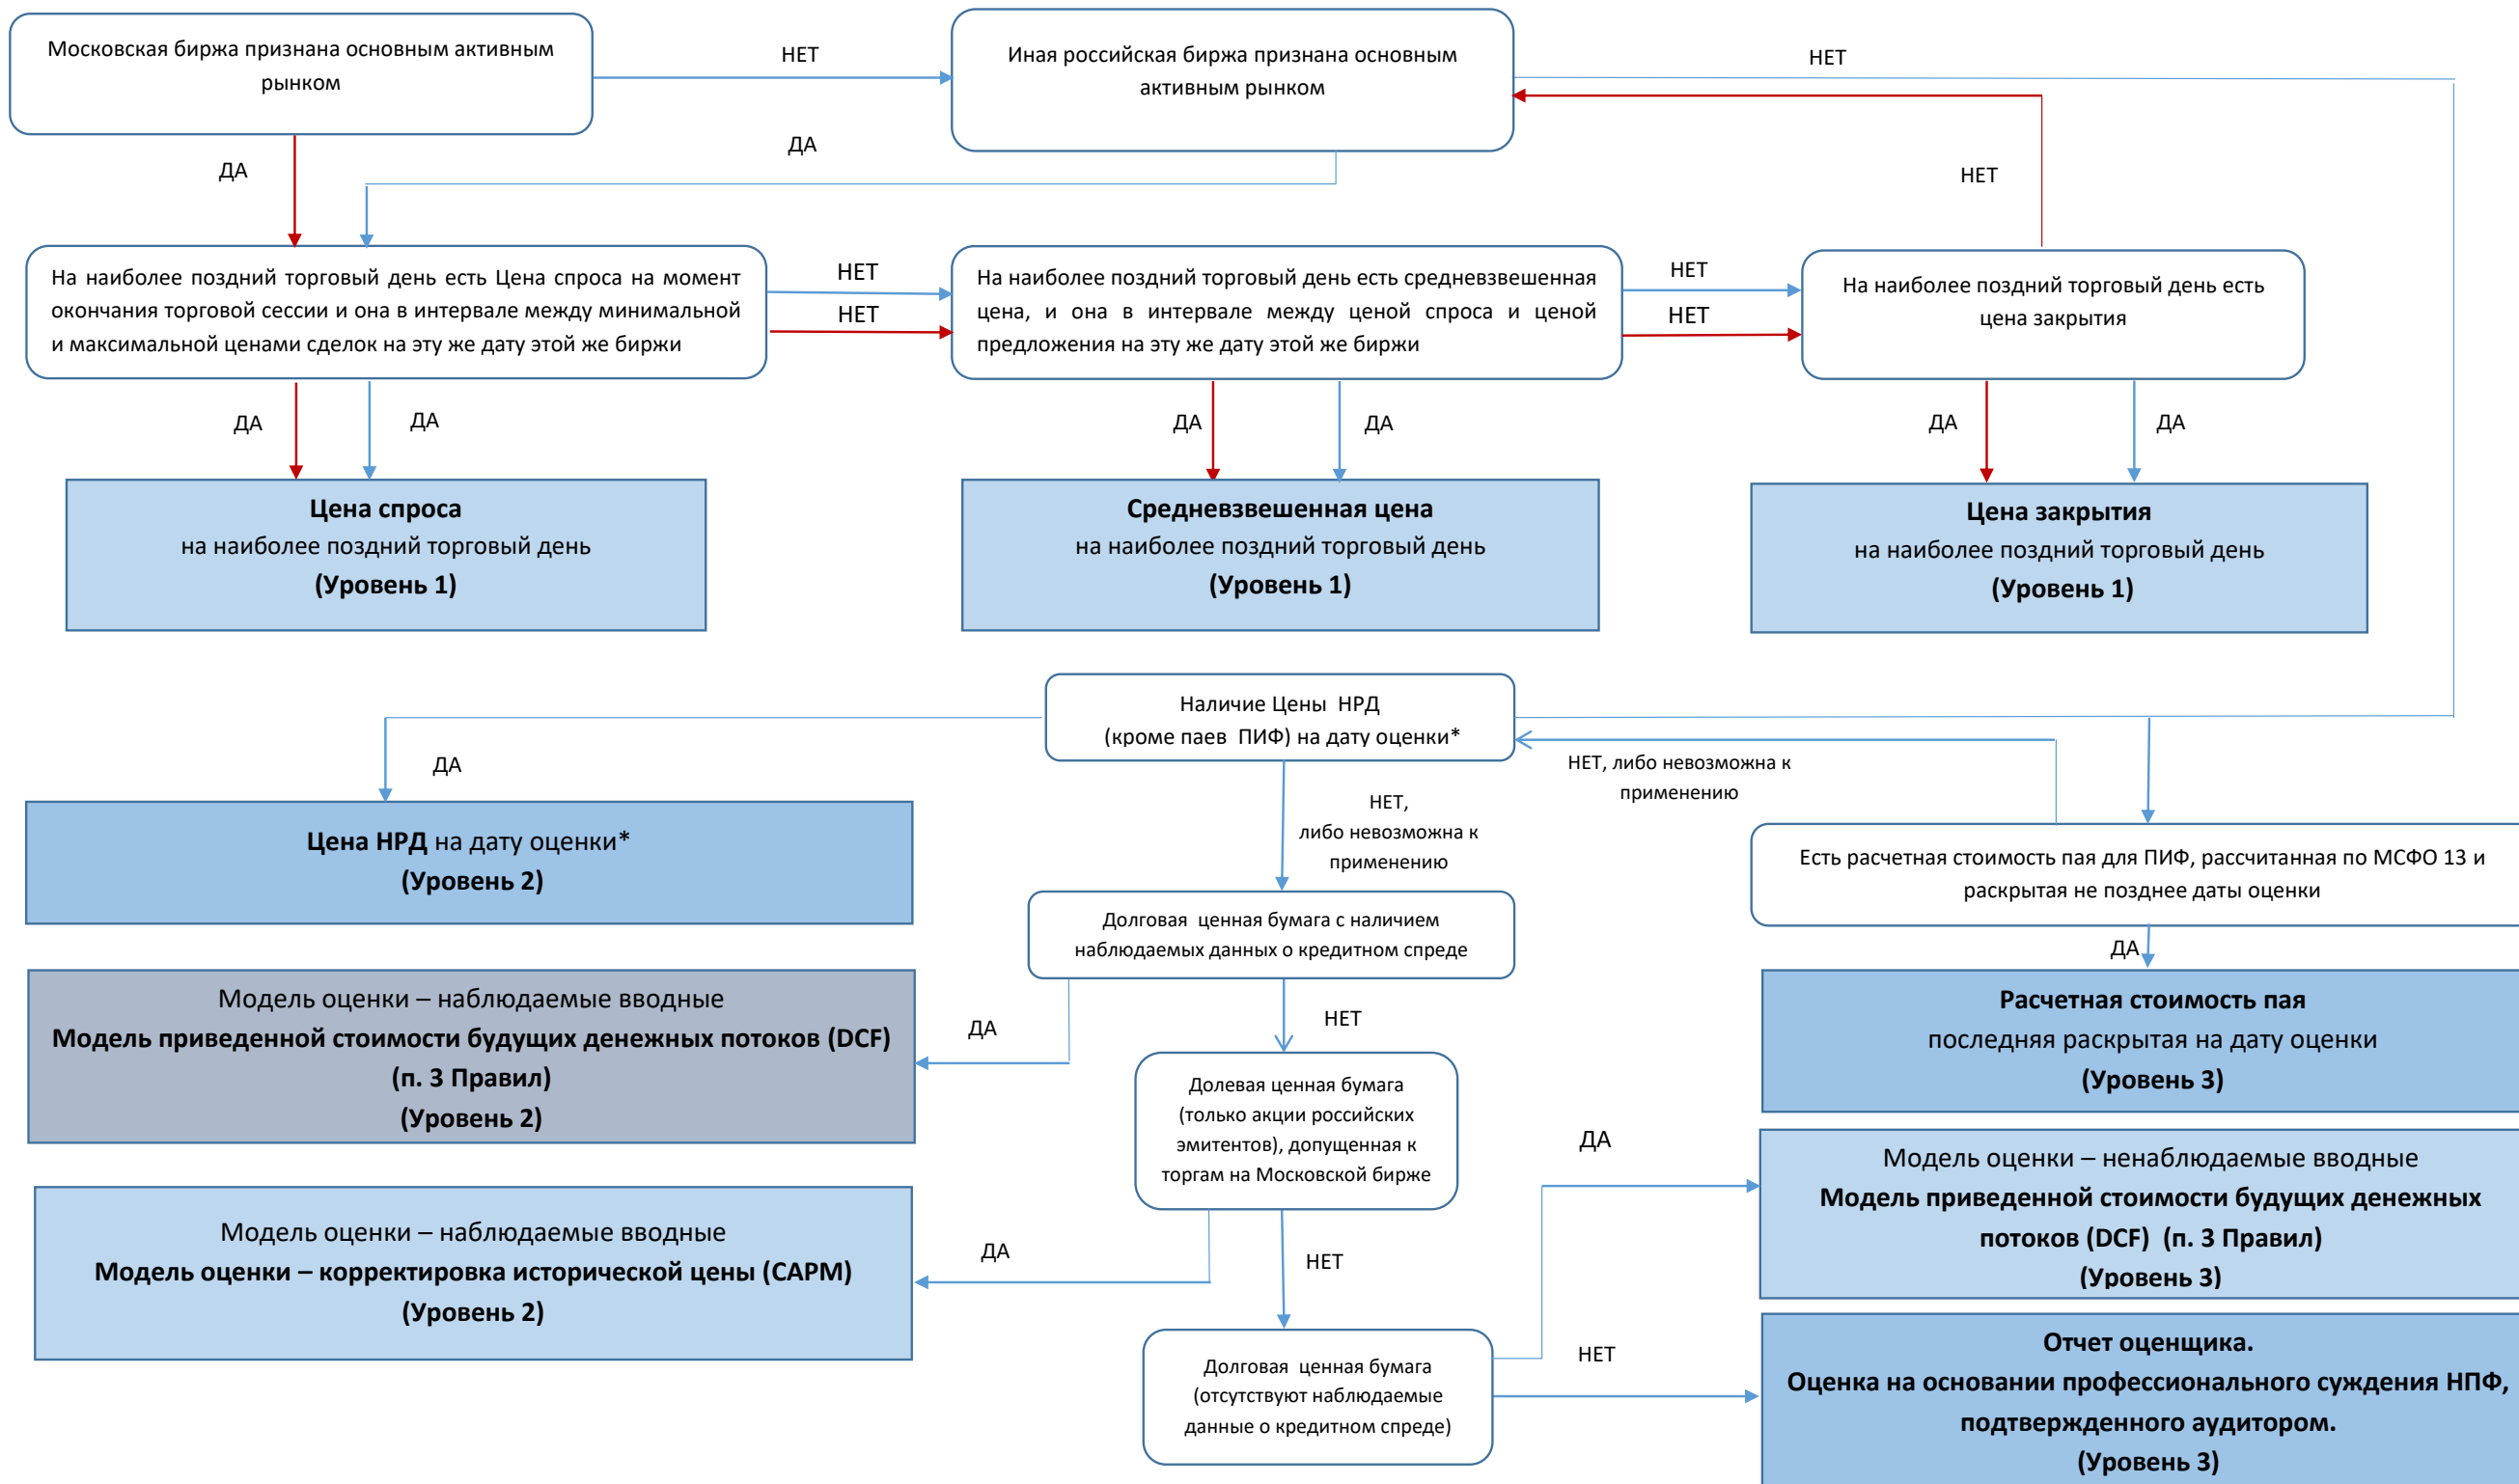 Московская биржа признана основным активным
рынком
НЕТ
Иная российская биржа признана основным
активным рынком
НЕТ
ДА
ДА
НЕТ
На наиболее поздний торговый день есть Цена спроса на момент
окончания торговой сессии и она в интервале между минимальной
и максимальной ценами сделок на эту же дату этой же биржи
НЕТ
НЕТ
На наиболее поздний торговый день есть средневзвешенная
цена, и она в интервале между ценой спроса и ценой
предложения на эту же дату этой же биржи
НЕТ
НЕТ
На наиболее поздний торговый день есть
цена закрытия
ДА
ДА
ДА
ДА
ДА
ДА
Цена спроса
на наиболее поздний торговый день
(Уровень 1)
Средневзвешенная цена
на наиболее поздний торговый день
(Уровень 1)
Цена закрытия
на наиболее поздний торговый день
(Уровень 1)
Наличие Цены НРД
(кроме паев ПИФ) на дату оценки*
ДА
НЕТ, либо невозможна к
применению
НЕТ,
либо невозможна к
применению
Цена НРД на дату оценки*
(Уровень 2)
Есть расчетная стоимость пая для ПИФ, рассчитанная по МСФО 13 и
раскрытая не позднее даты оценки
Долговая ценная бумага с наличием
наблюдаемых данных о кредитном спреде
ДА
Модель оценки – наблюдаемые вводные
Модель приведенной стоимости будущих денежных потоков (DCF)
(п. 3 Правил)
(Уровень 2)
ДА
НЕТ
Расчетная стоимость пая
последняя раскрытая на дату оценки
(Уровень 3)
Долевая ценная бумага
(только акции российских
эмитентов), допущенная к
торгам на Московской бирже
ДА
Модель оценки – ненаблюдаемые вводные
Модель приведенной стоимости будущих денежных
потоков (DCF) (п. 3 Правил)
(Уровень 3)
Модель оценки – наблюдаемые вводные
Модель оценки – корректировка исторической цены (CAPM)
(Уровень 2)
ДА
НЕТ
Долговая ценная бумага
(отсутствуют наблюдаемые
данные о кредитном спреде)
НЕТ
Отчет оценщика.
Оценка на основании профессионального суждения НПФ,
подтвержденного аудитором.
(Уровень 3)